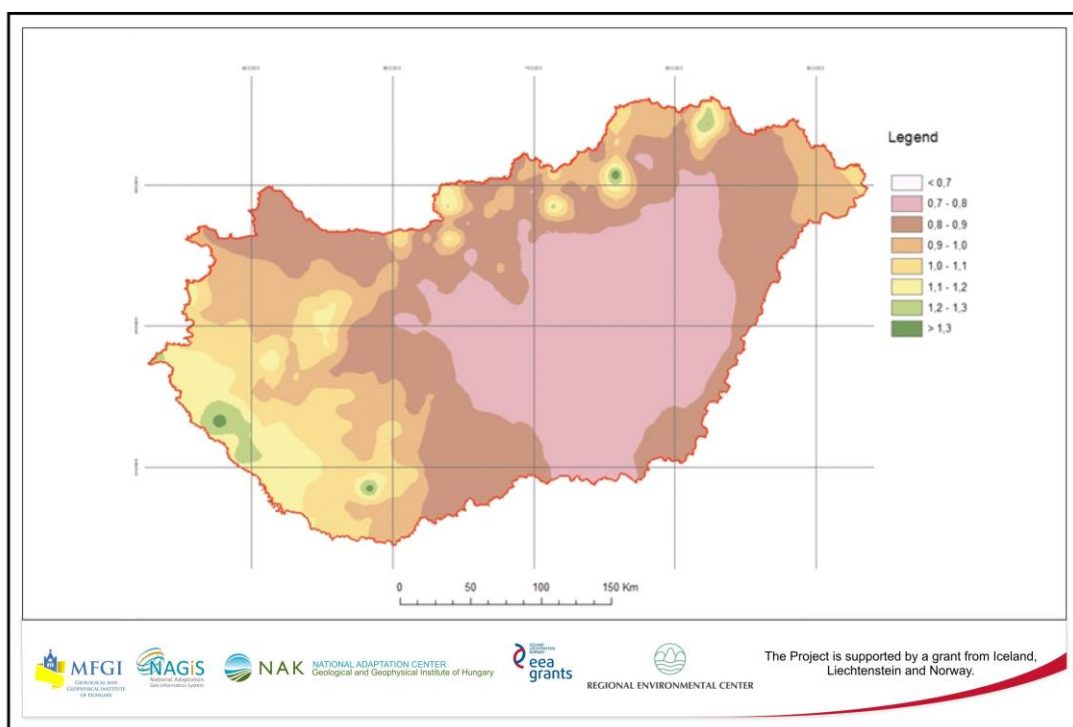 Legend
< 0,7
0,7 - 0,8
0,8 - 0,9
0,9 - 1,0
1,0 - 1,1
1,1 - 1,2
1,2 - 1,3
> 1,3
0 50 100 150 Km
MFGI
GEOLOGICAL AND
GEOPHYSICAL INSTITUTE
OF HUNGARY
NAGiS
National Adaptation
Geo-information System
NAK
NATIONAL ADAPTATION CENTER
Geological and Geophysical Institute of Hungary
ICELAND
LIECHTENSTEIN
NORWAY
eea
grants
REGIONAL ENVIRONMENTAL CENTER
The Project is supported by a grant from Iceland,
Liechtenstein and Norway.